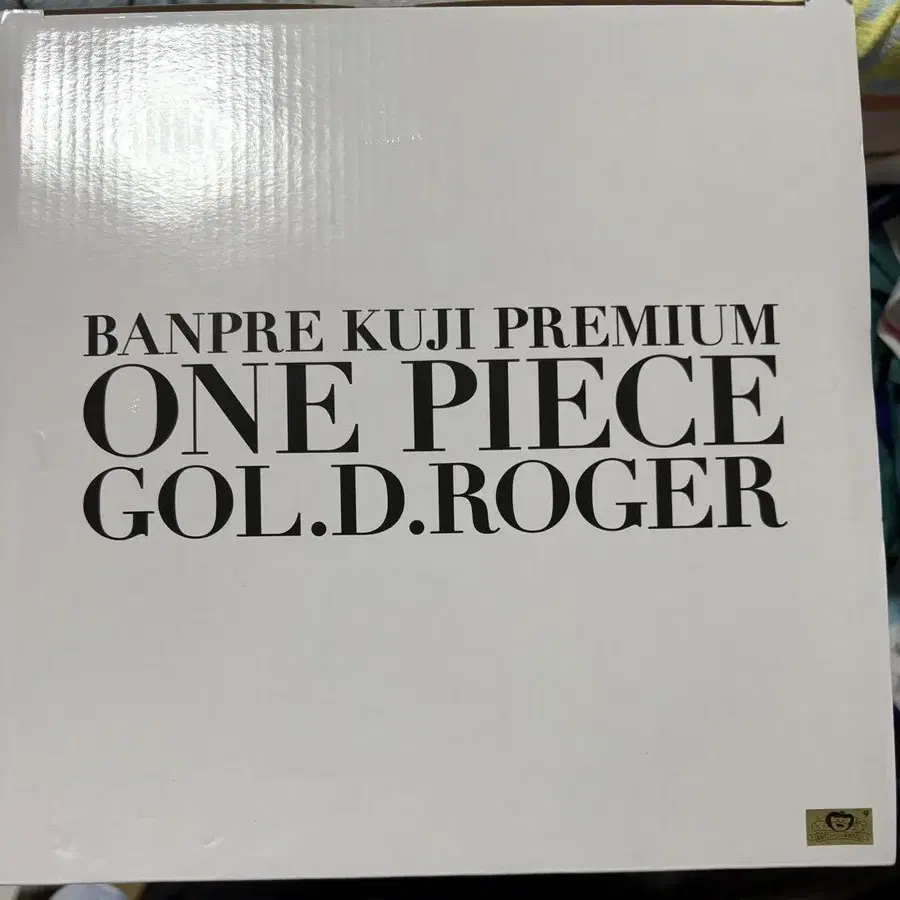 BANPRE KUJI PREMIUM
ONE PIECE
GOL.D.ROGER